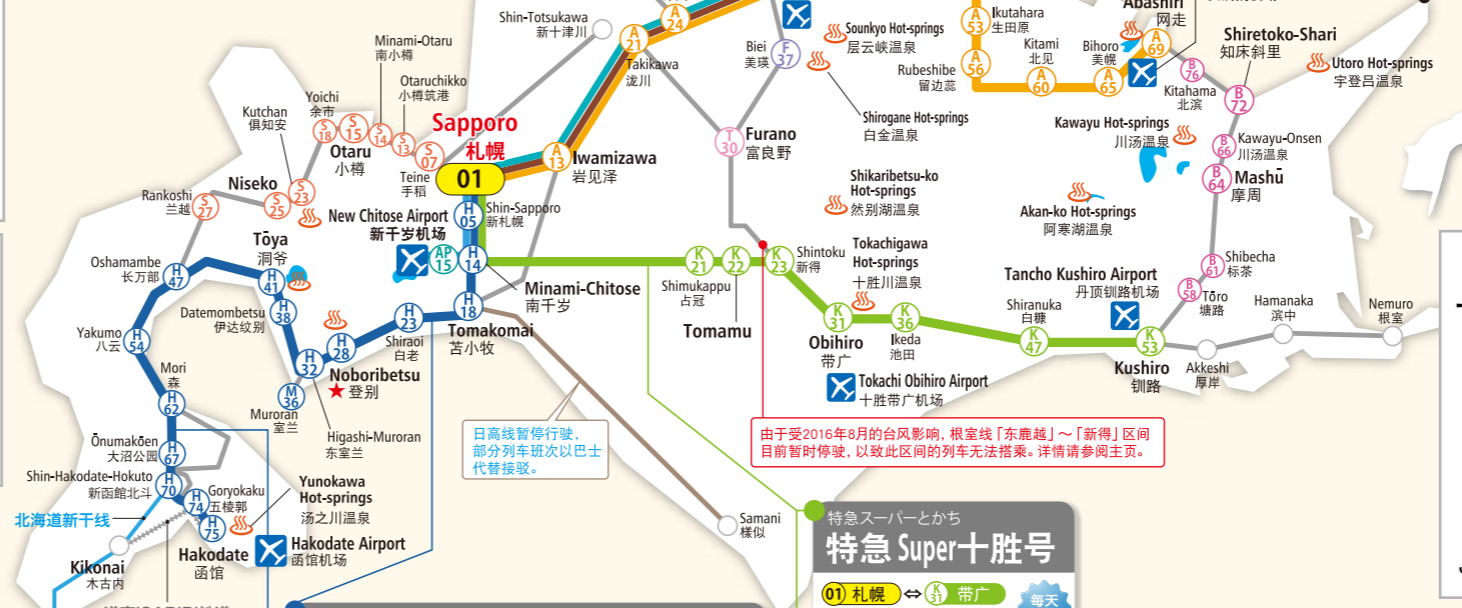 Shin-Totsukawa
新十津川
A
24
A
21
Takikawa
泷川
Biei
美瑛
F
37
Sounkyo Hot-springs
层云峡温泉
A
53
Ikutahara
生田原
Kitami
北见
Bihoro
美幌
Abashiri
网走
A
69
Rubeshibe
留边蕊
A
56
A
60
A
65
B
76
Kitahama
北滨
Shiretoko-Shari
知床斜里
B
72
Utoro Hot-springs
宇登吕温泉
Minami-Otaru
南小樽
Otaruchikko
小樽筑港
Yoichi
余市
Kutchan
俱知安
S
18
S
15
S
14
S
13
S
07
Otaru
小樽
Teine
手稻
Sapporo
札幌
01
A
13
Iwamizawa
岩见泽
T
30
Furano
富良野
Shirogane Hot-springs
白金温泉
Kawayu Hot-springs
川汤温泉
B
66
Kawayu-Onsen
川汤温泉
B
64
Mashū
摩周
Rankoshi
兰越
S
27
Niseko
S
25
S
23
New Chitose Airport
新千岁机场
H
05
Shin-Sapporo
新札幌
Shikaribetsu-ko
Hot-springs
然别湖温泉
Akan-ko Hot-springs
阿寒湖温泉
Tōya
洞爷
Oshamambe
长万部
H
47
H
41
AP
15
H
14
Minami-Chitose
南千岁
K
21
K
22
K
23
Shintoku
新得
Shimukappu
占冠
Tomamu
Tokachigawa
Hot-springs
十胜川温泉
B
61
Shibecha
标茶
B
58
Tōro
塘路
Tancho Kushiro Airport
丹顶钏路机场
Hamanaka
滨中
Nemuro
根室
Datemombetsu
伊达纹别
H
38
H
23
H
18
Tomakomai
苫小牧
Shiraoi
白老
K
31
Obihiro
带广
K
36
Ikeda
池田
Shiranuka
白糠
K
47
K
53
Kushiro
钏路
Akkeshi
厚岸
Yakumo
八云
H
54
H
32
H
28
Noboribetsu
★登别
M
36
Muroran
室兰
Higashi-Muroran
东室兰
Tokachi Obihiro Airport
十胜带广机场
Mori
森
H
62
日高线暂停行驶，
部分列车班次以巴士
代替接驳。
由于受2016年8月的台风影响，根室线「东鹿越」～「新得」区间
目前暂时停驶，以致此区间的列车无法搭乘。详情请参阅主页。
Ōnumakōen
大沼公园
H
67
Shin-Hakodate-Hokuto
新函館北斗
H
70
Goryokaku
五棱郭
H
74
H
75
Yunokawa
Hot-springs
汤之川温泉
北海道新干线
Hakodate
函馆
Hakodate Airport
函馆机场
Kikonai
木古内
Samani
様似
特急スーパーとかち
特急 Super十胜号
01 札幌 ⇔ K31 带广
每天